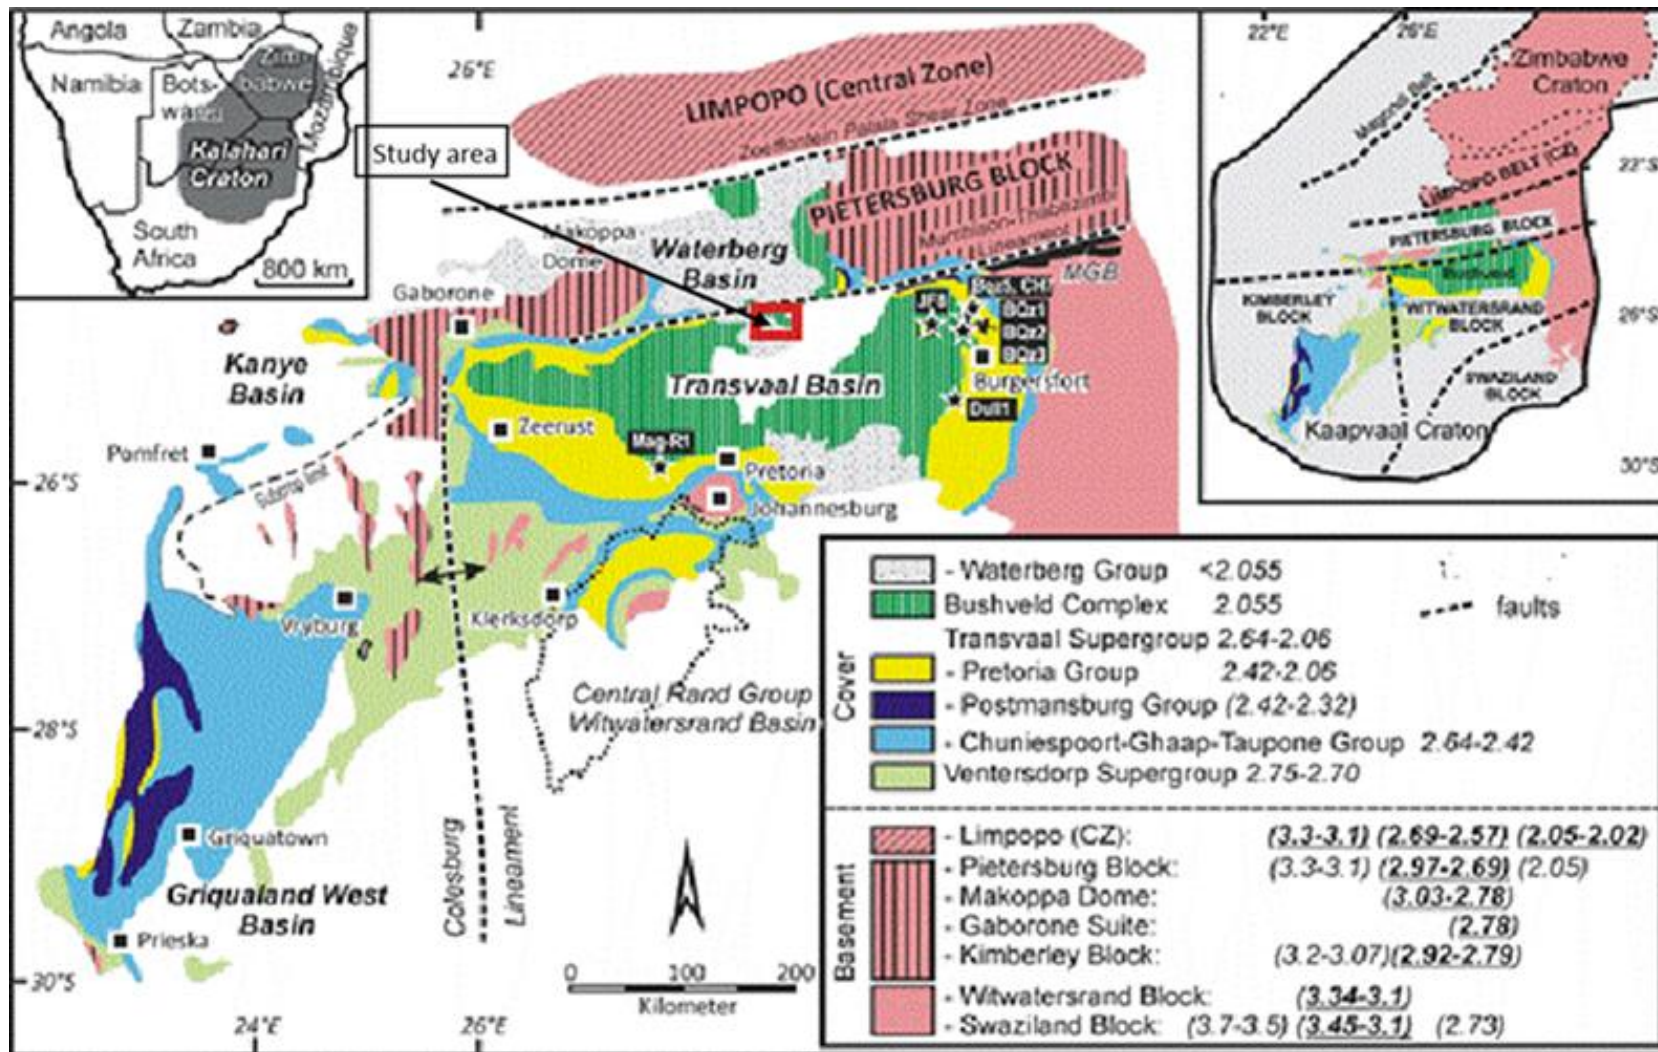 Angola
Zambia
Namibia
Bots-
wana
Zim-
babwe
Mozambique
Kalahari
Craton
South
Africa
800 km
Study area
26°E
LIMPOPO (Central Zone)
Palala Shear Zone
PIETERSBURG BLOCK
Lineament
Makoppa
Dome
Waterberg
Basin
MGB
Gaborone
JF8
BQz1
BQz2
BQz3
Kanye
Basin
Transvaal Basin
Burgersfort
Dull1
Zeerust
Mag-R1
Pomfret
Pretoria
26°S
Johannesburg
Vryburg
Klerksdorp
Central Rand Group
Witwatersrand Basin
28°S
Colesburg
Lineament
Griquatown
Griqualand West
Basin
Prieska
30°S
0 100 200
Kilometer
24°E
26°E
22°E
26°E
Zimbabwe
Craton
Magondi Belt
LIMPOPO BELT (CZ)
22°S
PIETERSBURG BLOCK
Bushveld
KIMBERLEY
BLOCK
WITWATERSRAND
BLOCK
26°S
SWAZILAND
BLOCK
Kaapvaal Craton
30°S
Cover
- Waterberg Group <2.055
Bushveld Complex 2.055
faults
Transvaal Supergroup 2.64-2.06
- Pretoria Group 2.42-2.06
- Postmansburg Group (2.42-2.32)
- Chuniespoort-Ghaap-Taupone Group 2.64-2.42
Ventersdorp Supergroup 2.75-2.70
Basement
- Limpopo (CZ): (3.3-3.1) (2.69-2.57) (2.05-2.02)
- Pietersburg Block: (3.3-3.1) (2.97-2.69) (2.05)
- Makoppa Dome: (3.03-2.78)
- Gaborone Suite: (2.78)
- Kimberley Block: (3.2-3.07)(2.92-2.79)
- Witwatersrand Block: (3.34-3.1)
- Swaziland Block: (3.7-3.5) (3.45-3.1) (2.73)